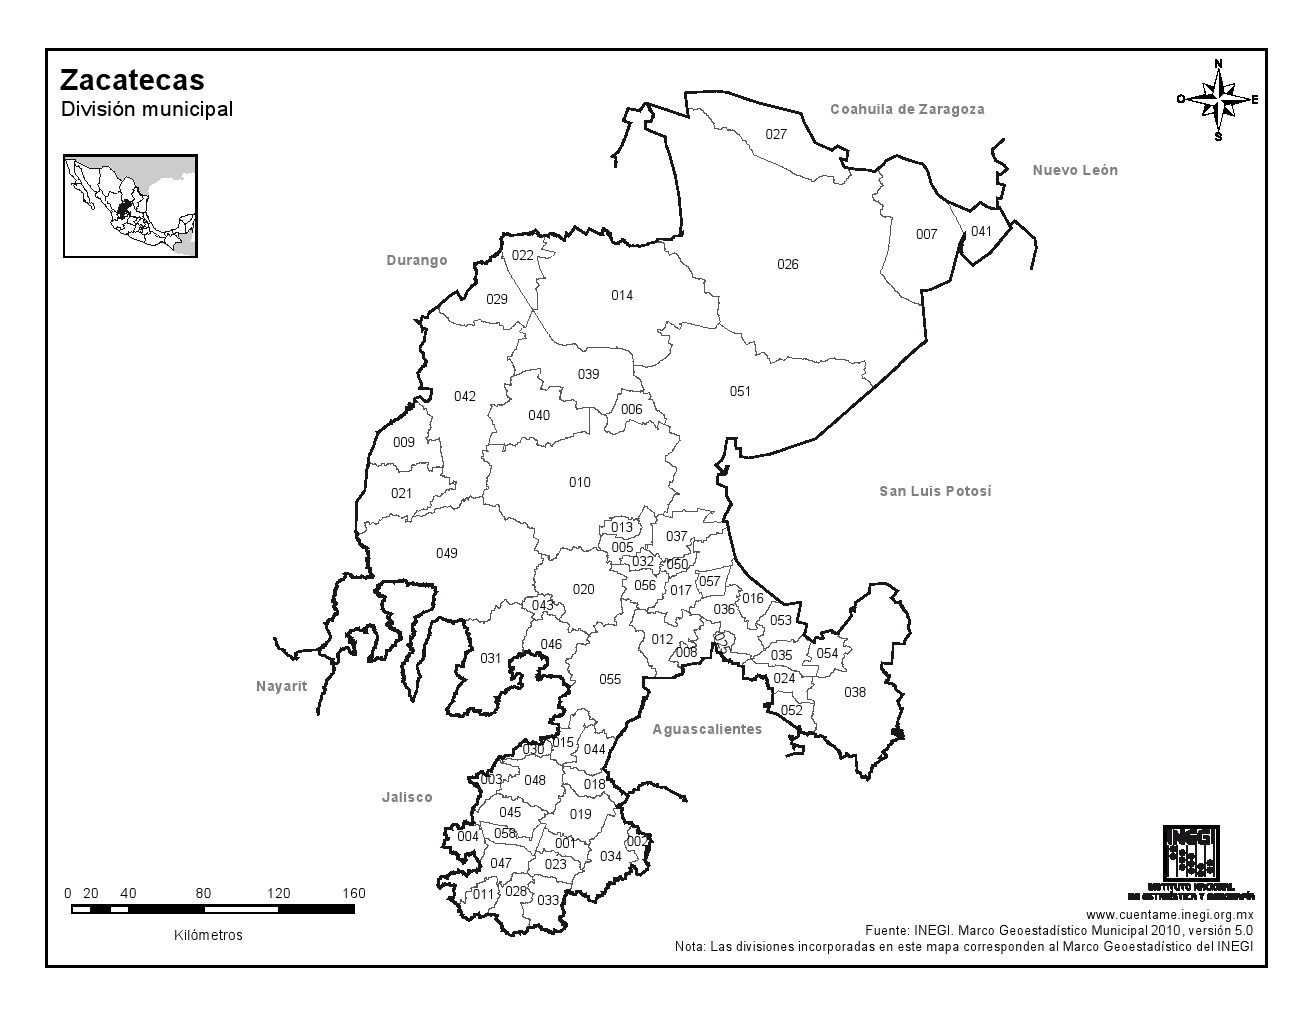 Zacatecas
División municipal
N
O
E
S
Coahuila de Zaragoza
Nuevo León
Durango
San Luis Potosí
Nayarit
Aguascalientes
Jalisco
027
007
041
026
022
029
014
039
051
042
040
006
009
021
010
013
037
005
049
032
050
020
056
017
057
043
036
016
053
012
046
031
008
035
054
055
024
038
052
030
015
044
003
048
018
045
019
004
058
001
002
047
023
034
011
028
033
0 20 40 80 120 160
Kilómetros
INEGI
INSTITUTO NACIONAL
DE ESTADÍSTICA Y GEOGRAFÍA
www.cuentame.inegi.org.mx
Fuente: INEGI. Marco Geoestadístico Municipal 2010, versión 5.0
Nota: Las divisiones incorporadas en este mapa corresponden al Marco Geoestadístico del INEGI